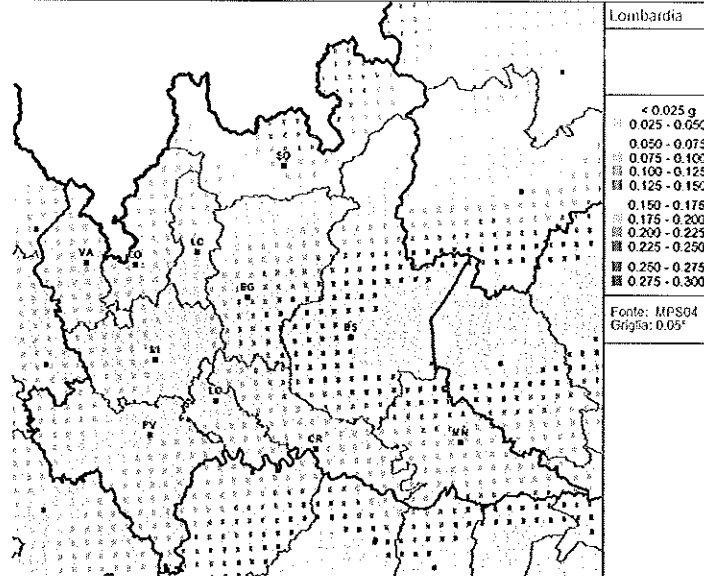 Lombardia
< 0.025 g
0.025 - 0.050
0.050 - 0.075
0.075 - 0.100
0.100 - 0.125
0.125 - 0.150
0.150 - 0.175
0.175 - 0.200
0.200 - 0.225
0.225 - 0.250
0.250 - 0.275
0.275 - 0.300
Fonte: MPS04
Griglia: 0.05°
SO
VA
CO
LC
BG
BS
MI
LO
PV
CR
MN